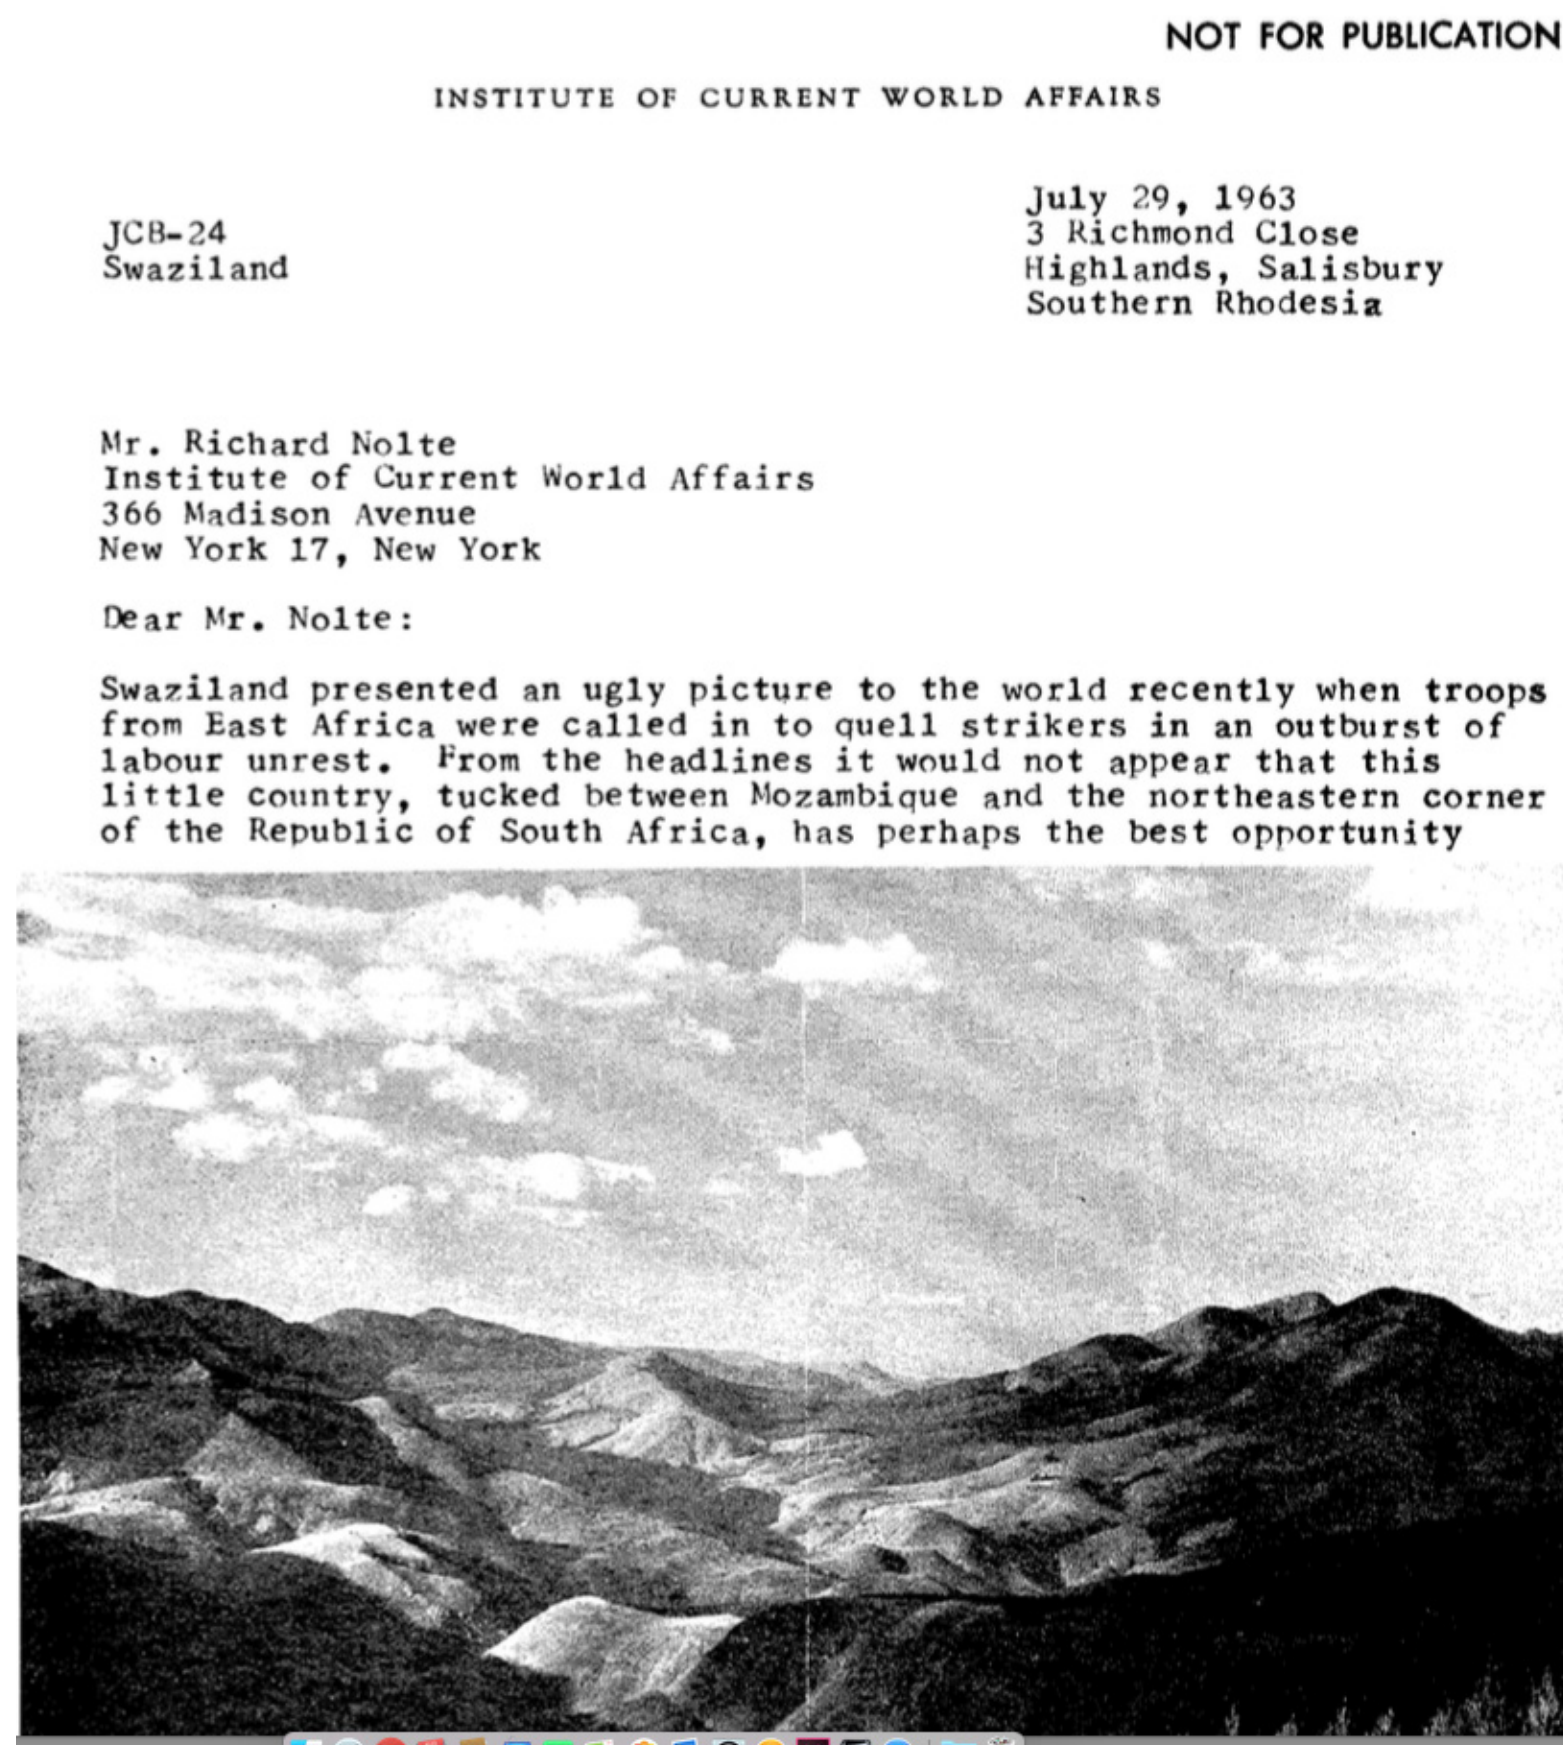 NOT FOR PUBLICATION
INSTITUTE OF CURRENT WORLD AFFAIRS
JCB-24
Swaziland
July 29, 1963
3 Richmond Close
Highlands, Salisbury
Southern Rhodesia
Mr. Richard Nolte
Institute of Current World Affairs
366 Madison Avenue
New York 17, New York
Dear Mr. Nolte:
Swaziland presented an ugly picture to the world recently when troops
from East Africa were called in to quell strikers in an outburst of
labour unrest.  From the headlines it would not appear that this
little country, tucked between Mozambique and the northeastern corner
of the Republic of South Africa, has perhaps the best opportunity